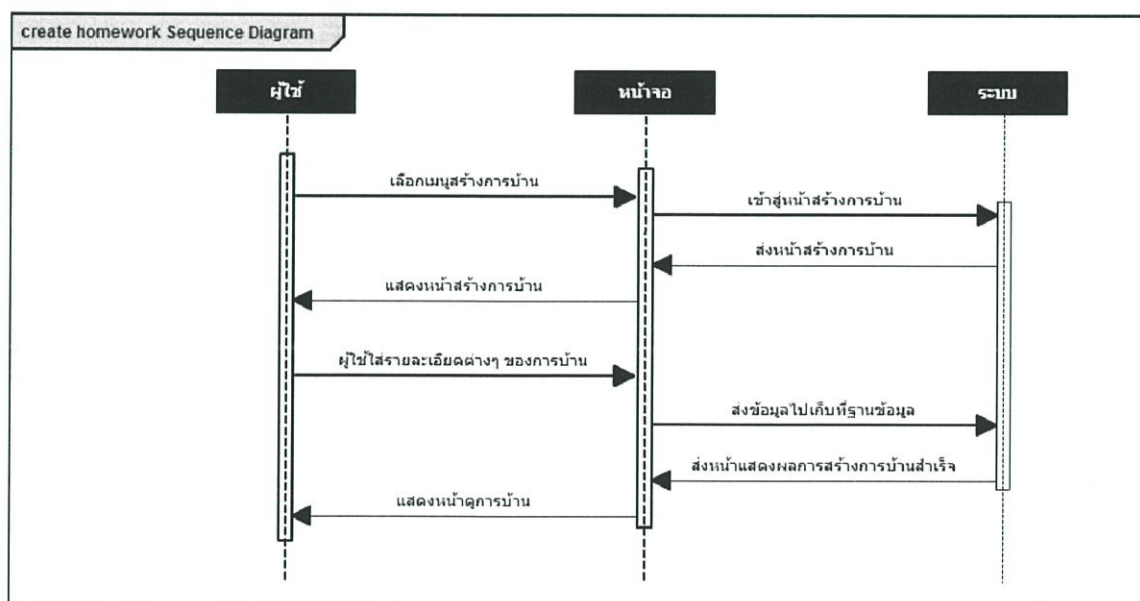 create homework Sequence Diagram
ผู้ใช้
หน้าจอ
ระบบ
เลือกเมนูสร้างการบ้าน
เข้าสู่หน้าสร้างการบ้าน
ส่งหน้าสร้างการบ้าน
แสดงหน้าสร้างการบ้าน
ผู้ใช้ใส่รายละเอียดต่างๆ ของการบ้าน
ส่งข้อมูลไปเก็บที่ฐานข้อมูล
ส่งหน้าแสดงผลการสร้างการบ้านสำเร็จ
แสดงหน้าดูการบ้าน